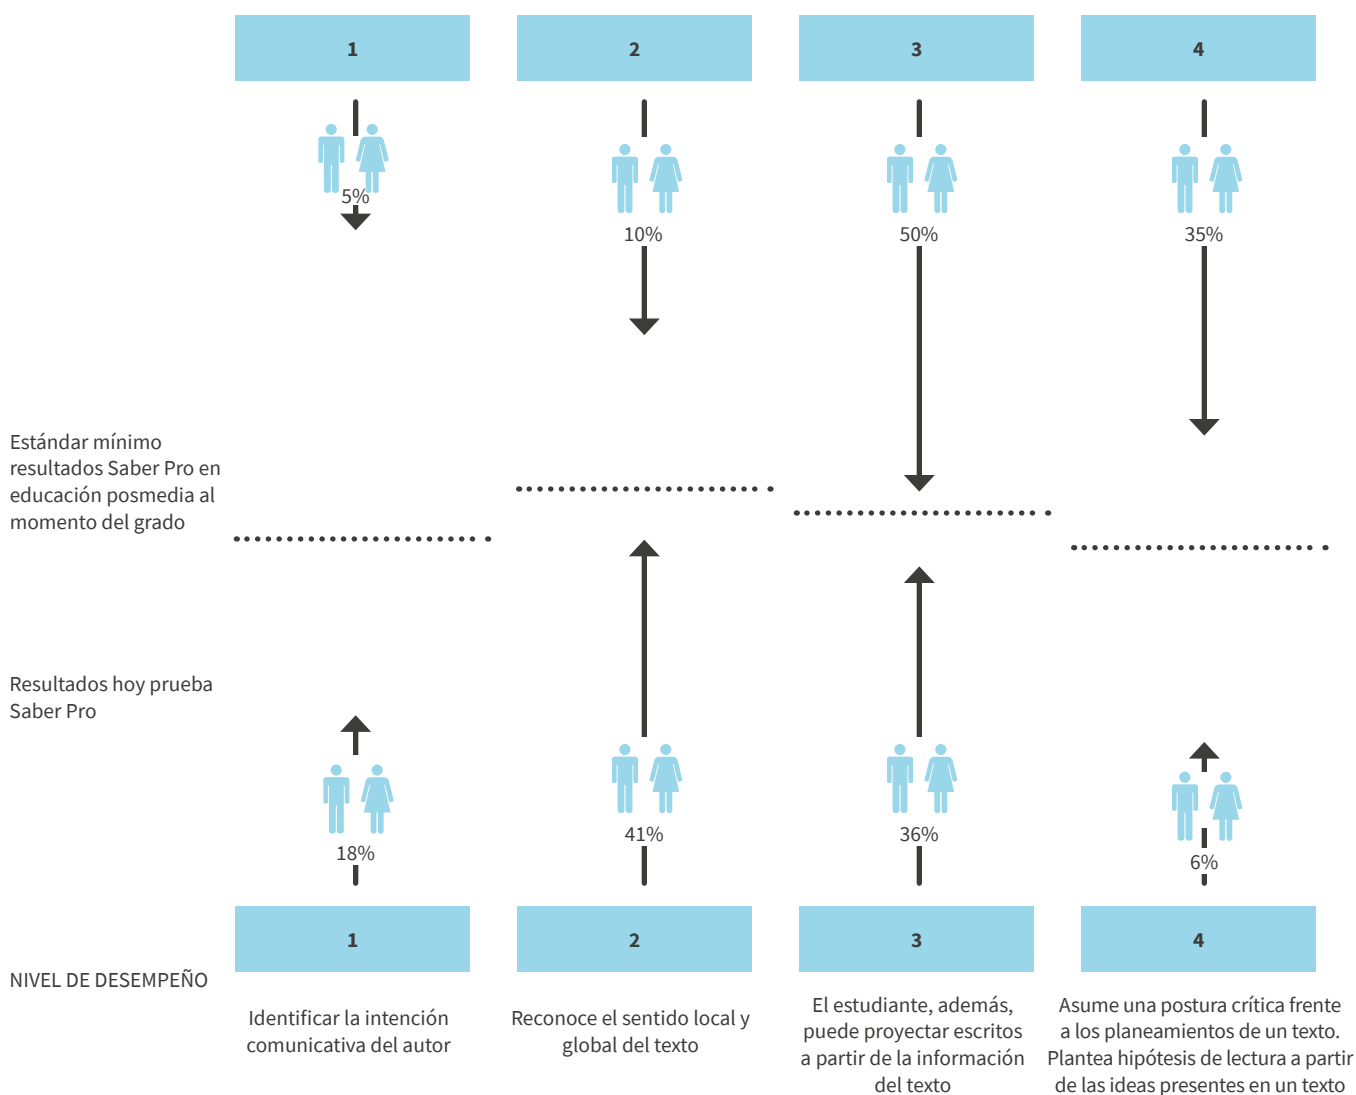 1
2
3
4
5%
10%
50%
35%
Estándar mínimo
resultados Saber Pro en
educación posmedia al
momento del grado
Resultados hoy prueba
Saber Pro
18%
41%
36%
6%
1
2
3
4
NIVEL DE DESEMPEÑO
Identificar la intención
comunicativa del autor
Reconoce el sentido local y
global del texto
El estudiante, además,
puede proyectar escritos
a partir de la información
del texto
Asume una postura crítica frente
a los planeamientos de un texto.
Plantea hipótesis de lectura a partir
de las ideas presentes en un texto